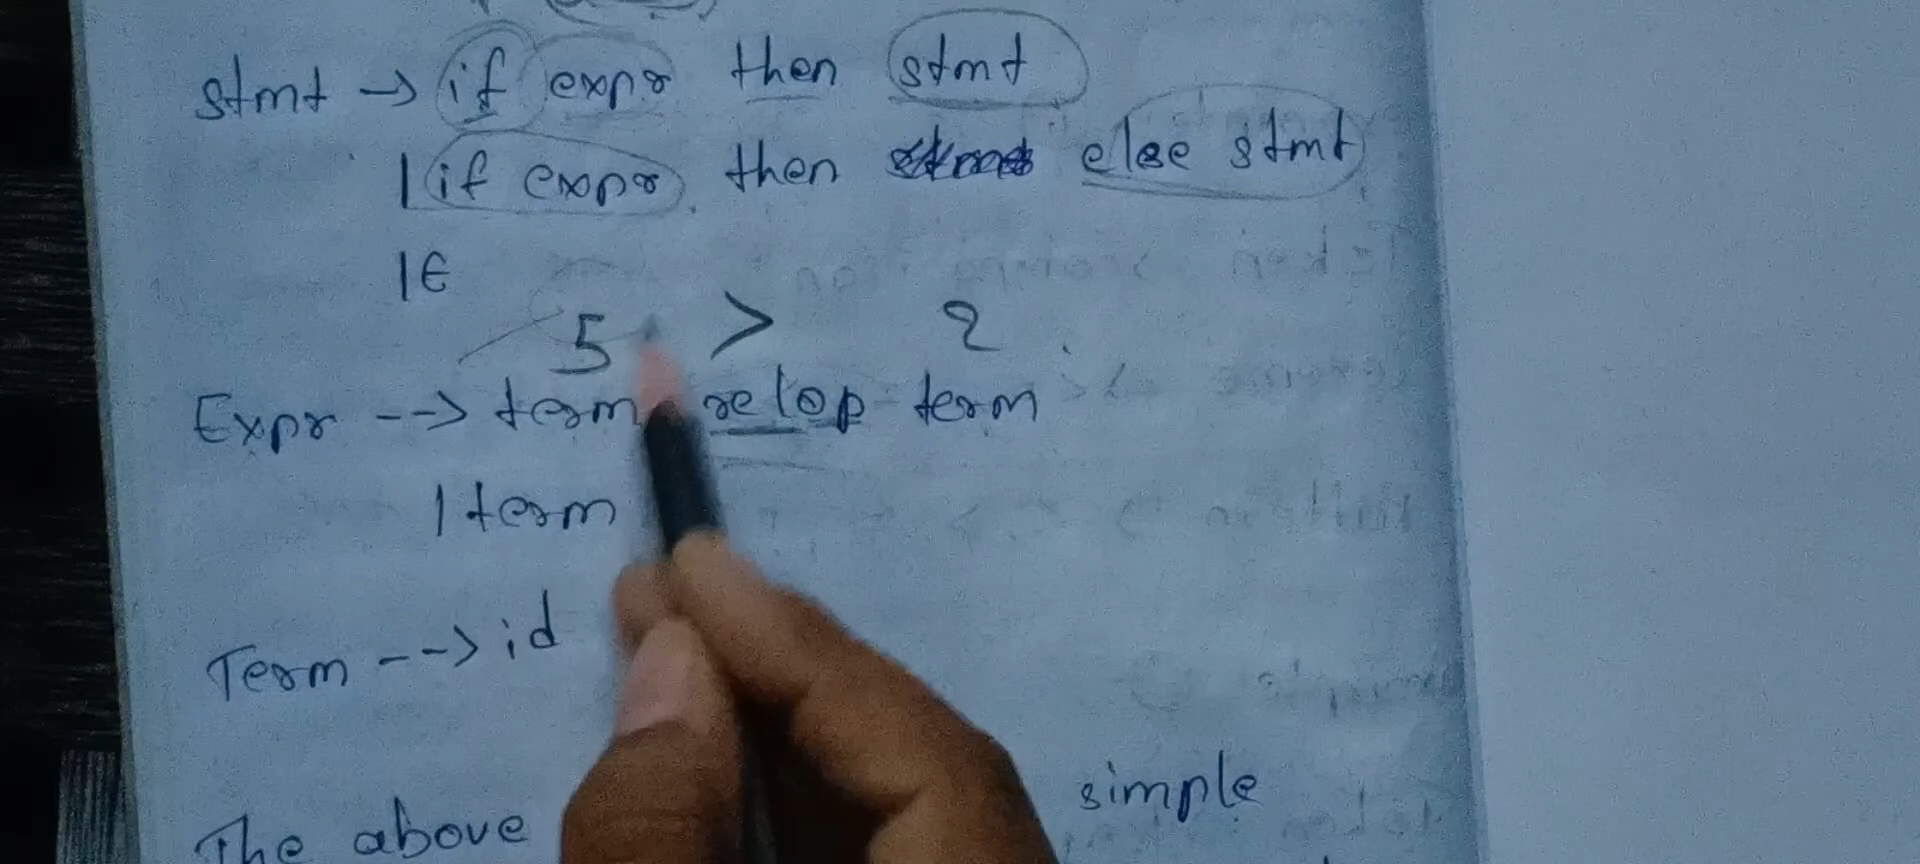 stmt → if expr then stmt
| if expr then else stmt
| ϵ
5 > 2
Expr --> term relop term
| term
Term --> id
The above simple